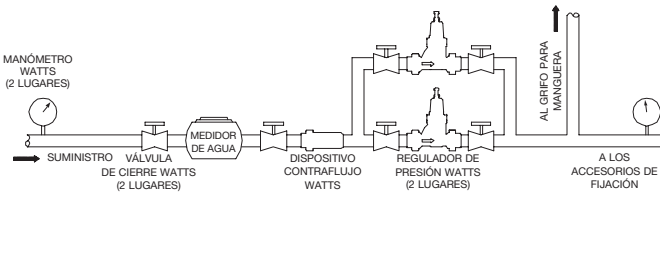 MANÓMETRO
WATTS
(2 LUGARES)
SUMINISTRO
VÁLVULA
DE CIERRE WATTS
(2 LUGARES)
MEDIDOR
DE AGUA
DISPOSITIVO
CONTRAFLUJO
WATTS
REGULADOR DE
PRESIÓN WATTS
(2 LUGARES)
AL GRIFO PARA
MANGUERA
A LOS
ACCESORIOS DE
FIJACIÓN